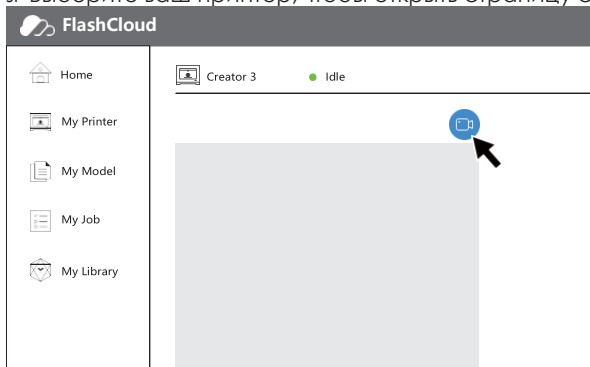 Выберите ваш принтер, чтобы открыть страницу
FlashCloud
Home
Creator 3
Idle
My Printer
My Model
My Job
My Library